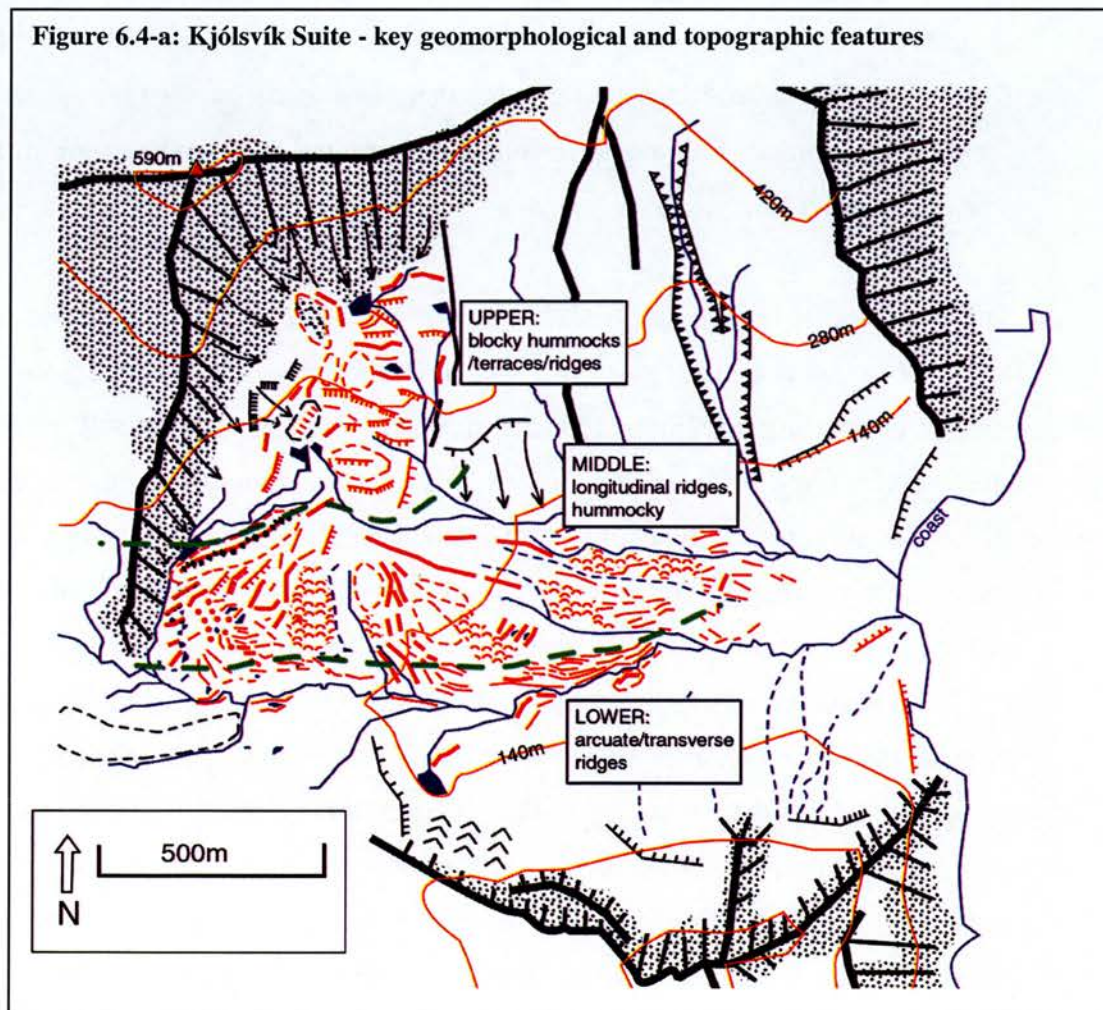 Figure 6.4-a: Kjólsvík Suite - key geomorphological and topographic features
590m
420m
UPPER:
blocky hummocks
/terraces/ridges
280m
140m
MIDDLE:
longitudinal ridges,
hummocky
coast
LOWER:
arcuate/transverse
ridges
140m
500m
N